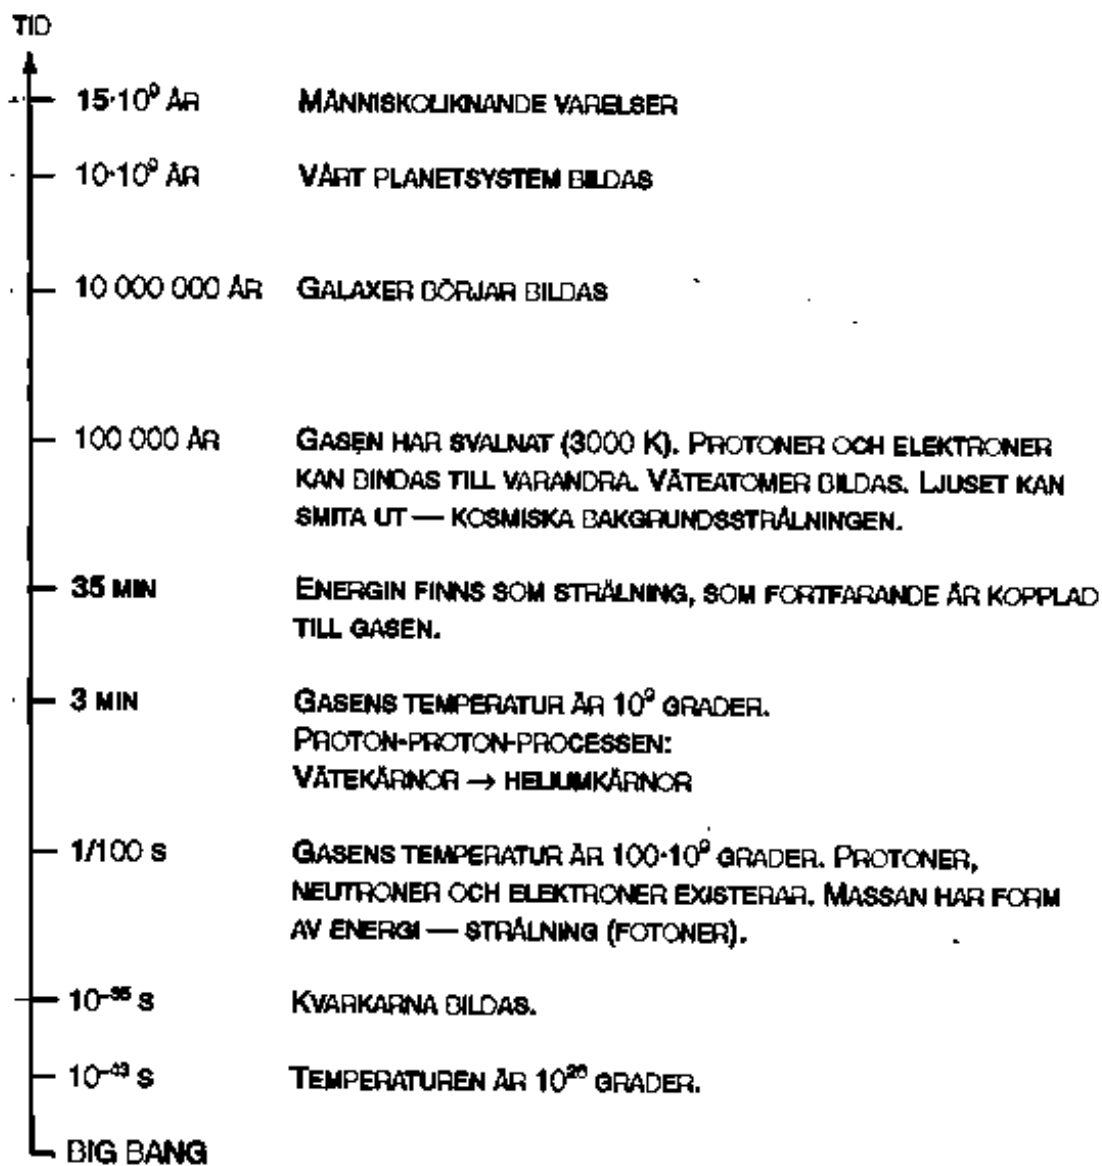 TID
15·10⁹ ÅR MÄNNISKOLIKNANDE VARELSER
10·10⁹ ÅR VÅRT PLANETSYSTEM BILDAS
10 000 000 ÅR GALAXER BÖRJAR BILDAS
100 000 ÅR GASEN HAR SVALNAT (3000 K). PROTONER OCH ELEKTRONER
KAN BINDAS TILL VARANDRA. VÄTEATOMER BILDAS. LJUSET KAN
SMITA UT — KOSMISKA BAKGRUNDSSTRÅLNINGEN.
35 MIN ENERGIN FINNS SOM STRÅLNING, SOM FORTFARANDE ÄR KOPPLAD
TILL GASEN.
3 MIN GASENS TEMPERATUR ÄR 10⁹ GRADER.
PROTON-PROTON-PROCESSEN:
VÄTEKÄRNOR → HELIUMKÄRNOR
1/100 S GASENS TEMPERATUR ÄR 100·10⁹ GRADER. PROTONER,
NEUTRONER OCH ELEKTRONER EXISTERAR. MASSAN HAR FORM
AV ENERGI — STRÅLNING (FOTONER).
10⁻³⁵ S KVARKARNA BILDAS.
10⁻⁴³ S TEMPERATUREN ÄR GRADER.
BIG BANG